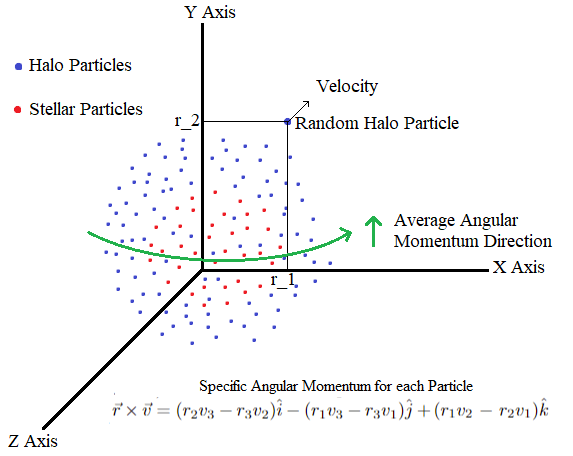 Y Axis
Halo Particles
Stellar Particles
Velocity
r_2
Random Halo Particle
Average Angular
Momentum Direction
X Axis
r_1
Specific Angular Momentum for each Particle
$\vec{r} \times \vec{v} = (r_2v_3 - r_3v_2)\hat{i} - (r_1v_3 - r_3v_1)\hat{j} + (r_1v_2 - r_2v_1)\hat{k}$
Z Axis